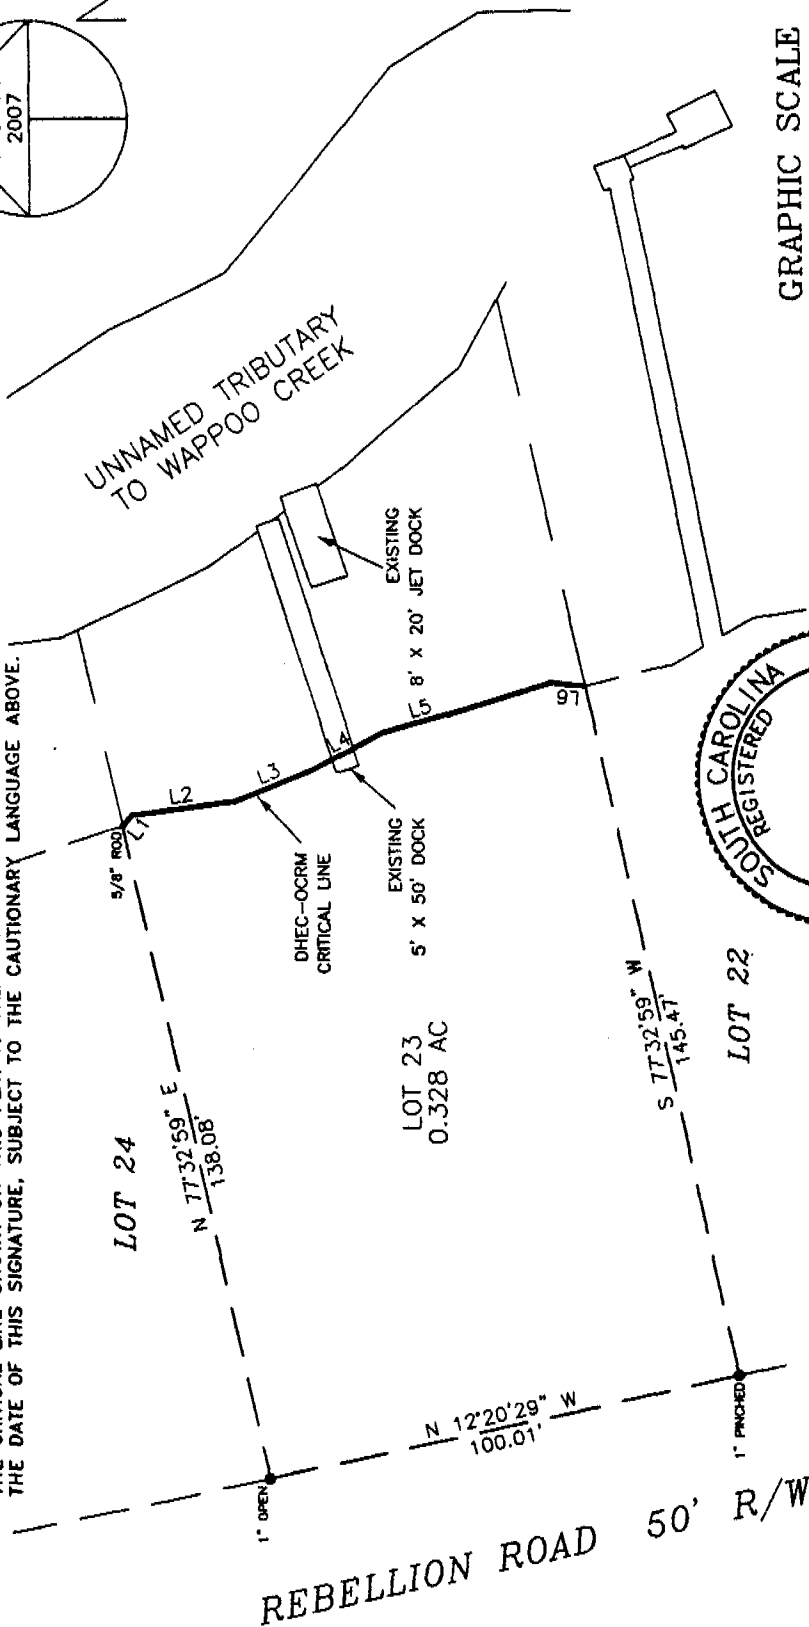 2007
GRAPHIC SCALE
UNNAMED TRIBUTARY
TO WAPPOO CREEK
THE DATE OF THIS SIGNATURE, SUBJECT TO THE CAUTIONARY LANGUAGE ABOVE.
EXISTING
8' X 20' JET DOCK
5/8" ROD
L1
L2
L3
L4
L5
L6
DHEC-OCRM
CRITICAL LINE
EXISTING
5' X 50' DOCK
SOUTH CAROLINA
REGISTERED
LOT 24
N 77°32'59" E
138.08'
LOT 23
0.328 AC
S 77°32'59" W
145.47'
LOT 22
1" OPEN
N 12°20'29" W
100.01'
1" PINCHED
REBELLION ROAD 50' R/W